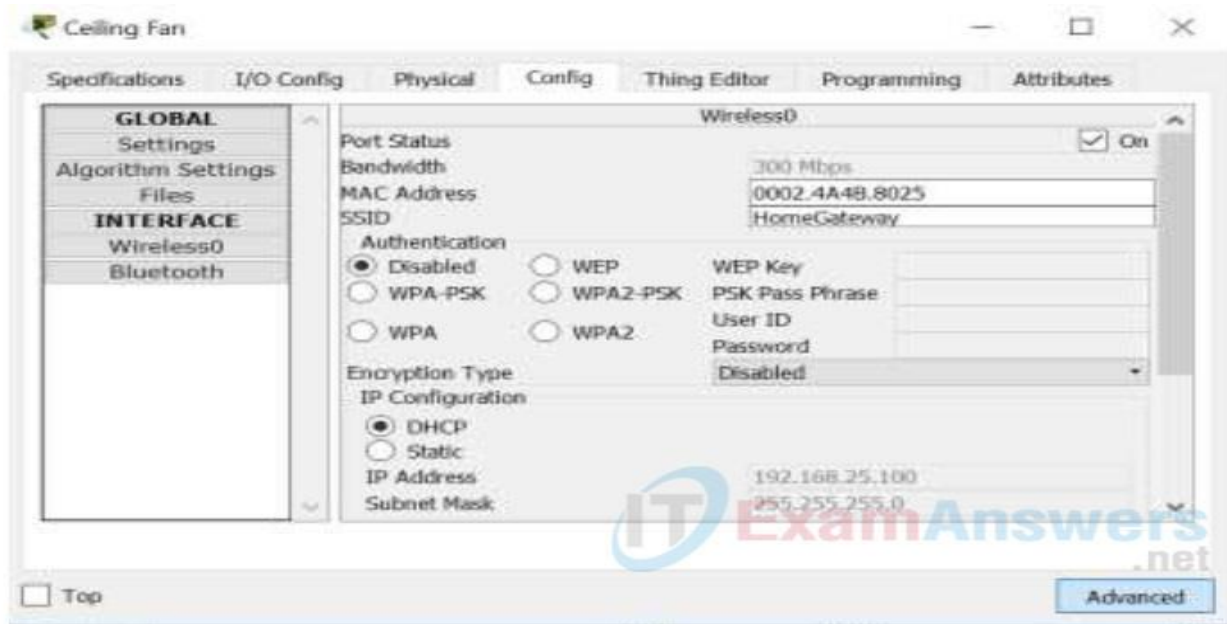 Ceiling Fan
Specifications I/O Config Physical Config Thing Editor Programming Attributes
GLOBAL
Settings
Algorithm Settings
Files
INTERFACE
Wireless0
Bluetooth
Wireless0
Port Status On
Bandwidth 300 Mbps
MAC Address 0002.4A4B.8025
SSID HomeGateway
Authentication
Disabled WEP WEP Key
WPA-PSK WPA2-PSK PSK Pass Phrase
User ID
WPA WPA2
Password
Encryption Type Disabled
IP Configuration
DHCP
Static
IP Address 192.168.25.100
Subnet Mask 255.255.255.0
ITExamAnswers
.net
Top Advanced